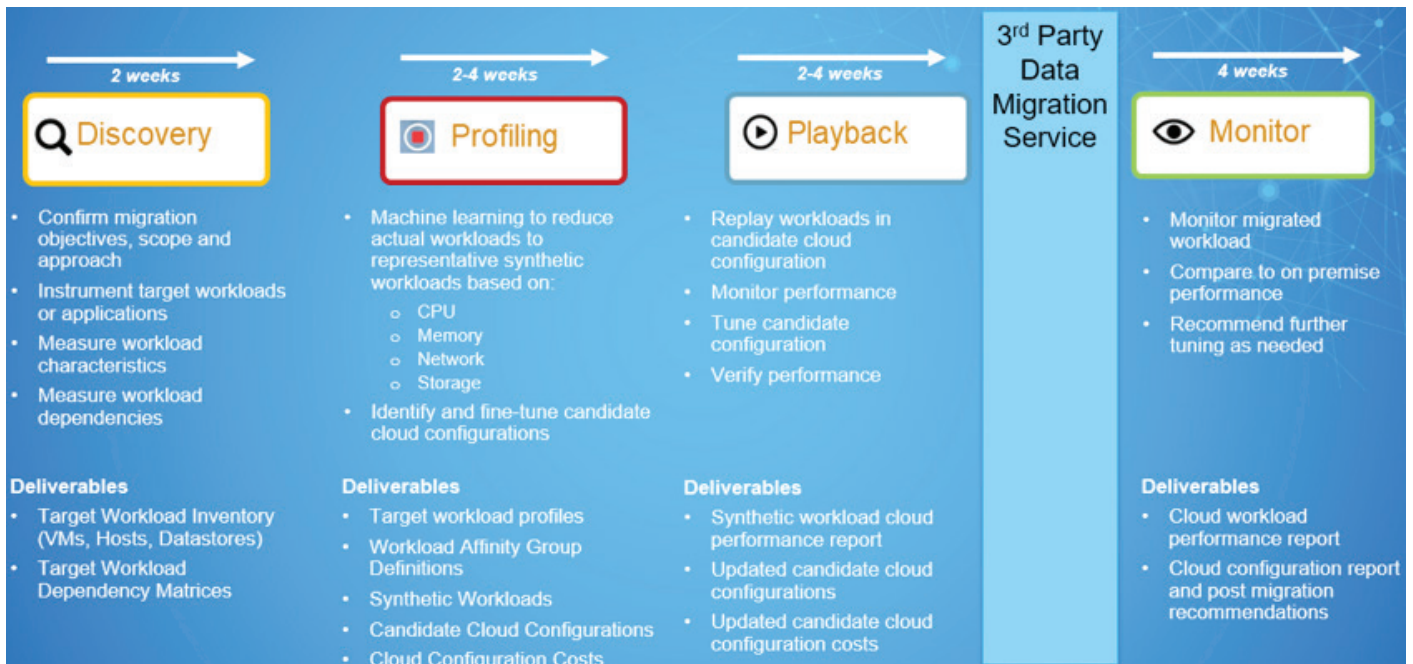 2 weeks
Discovery
• Confirm migration
objectives, scope and
approach
• Instrument target workloads
or applications
• Measure workload
characteristics
• Measure workload
dependencies
Deliverables
• Target Workload Inventory
(VMs, Hosts, Datastores)
• Target Workload
Dependency Matrices
2-4 weeks
Profiling
• Machine learning to reduce
actual workloads to
representative synthetic
workloads based on:
o CPU
o Memory
o Network
o Storage
• Identify and fine-tune candidate
cloud configurations
Deliverables
• Target workload profiles
• Workload Affinity Group
Definitions
• Synthetic Workloads
• Candidate Cloud Configurations
• Cloud Configuration Costs
2-4 weeks
Playback
• Replay workloads in
candidate cloud
configuration
• Monitor performance
• Tune candidate
configuration
• Verify performance
Deliverables
• Synthetic workload cloud
performance report
• Updated candidate cloud
configurations
• Updated candidate cloud
configuration costs
3rd Party
Data
Migration
Service
4 weeks
Monitor
• Monitor migrated
workload
• Compare to on premise
performance
• Recommend further
tuning as needed
Deliverables
• Cloud workload
performance report
• Cloud configuration report
and post migration
recommendations